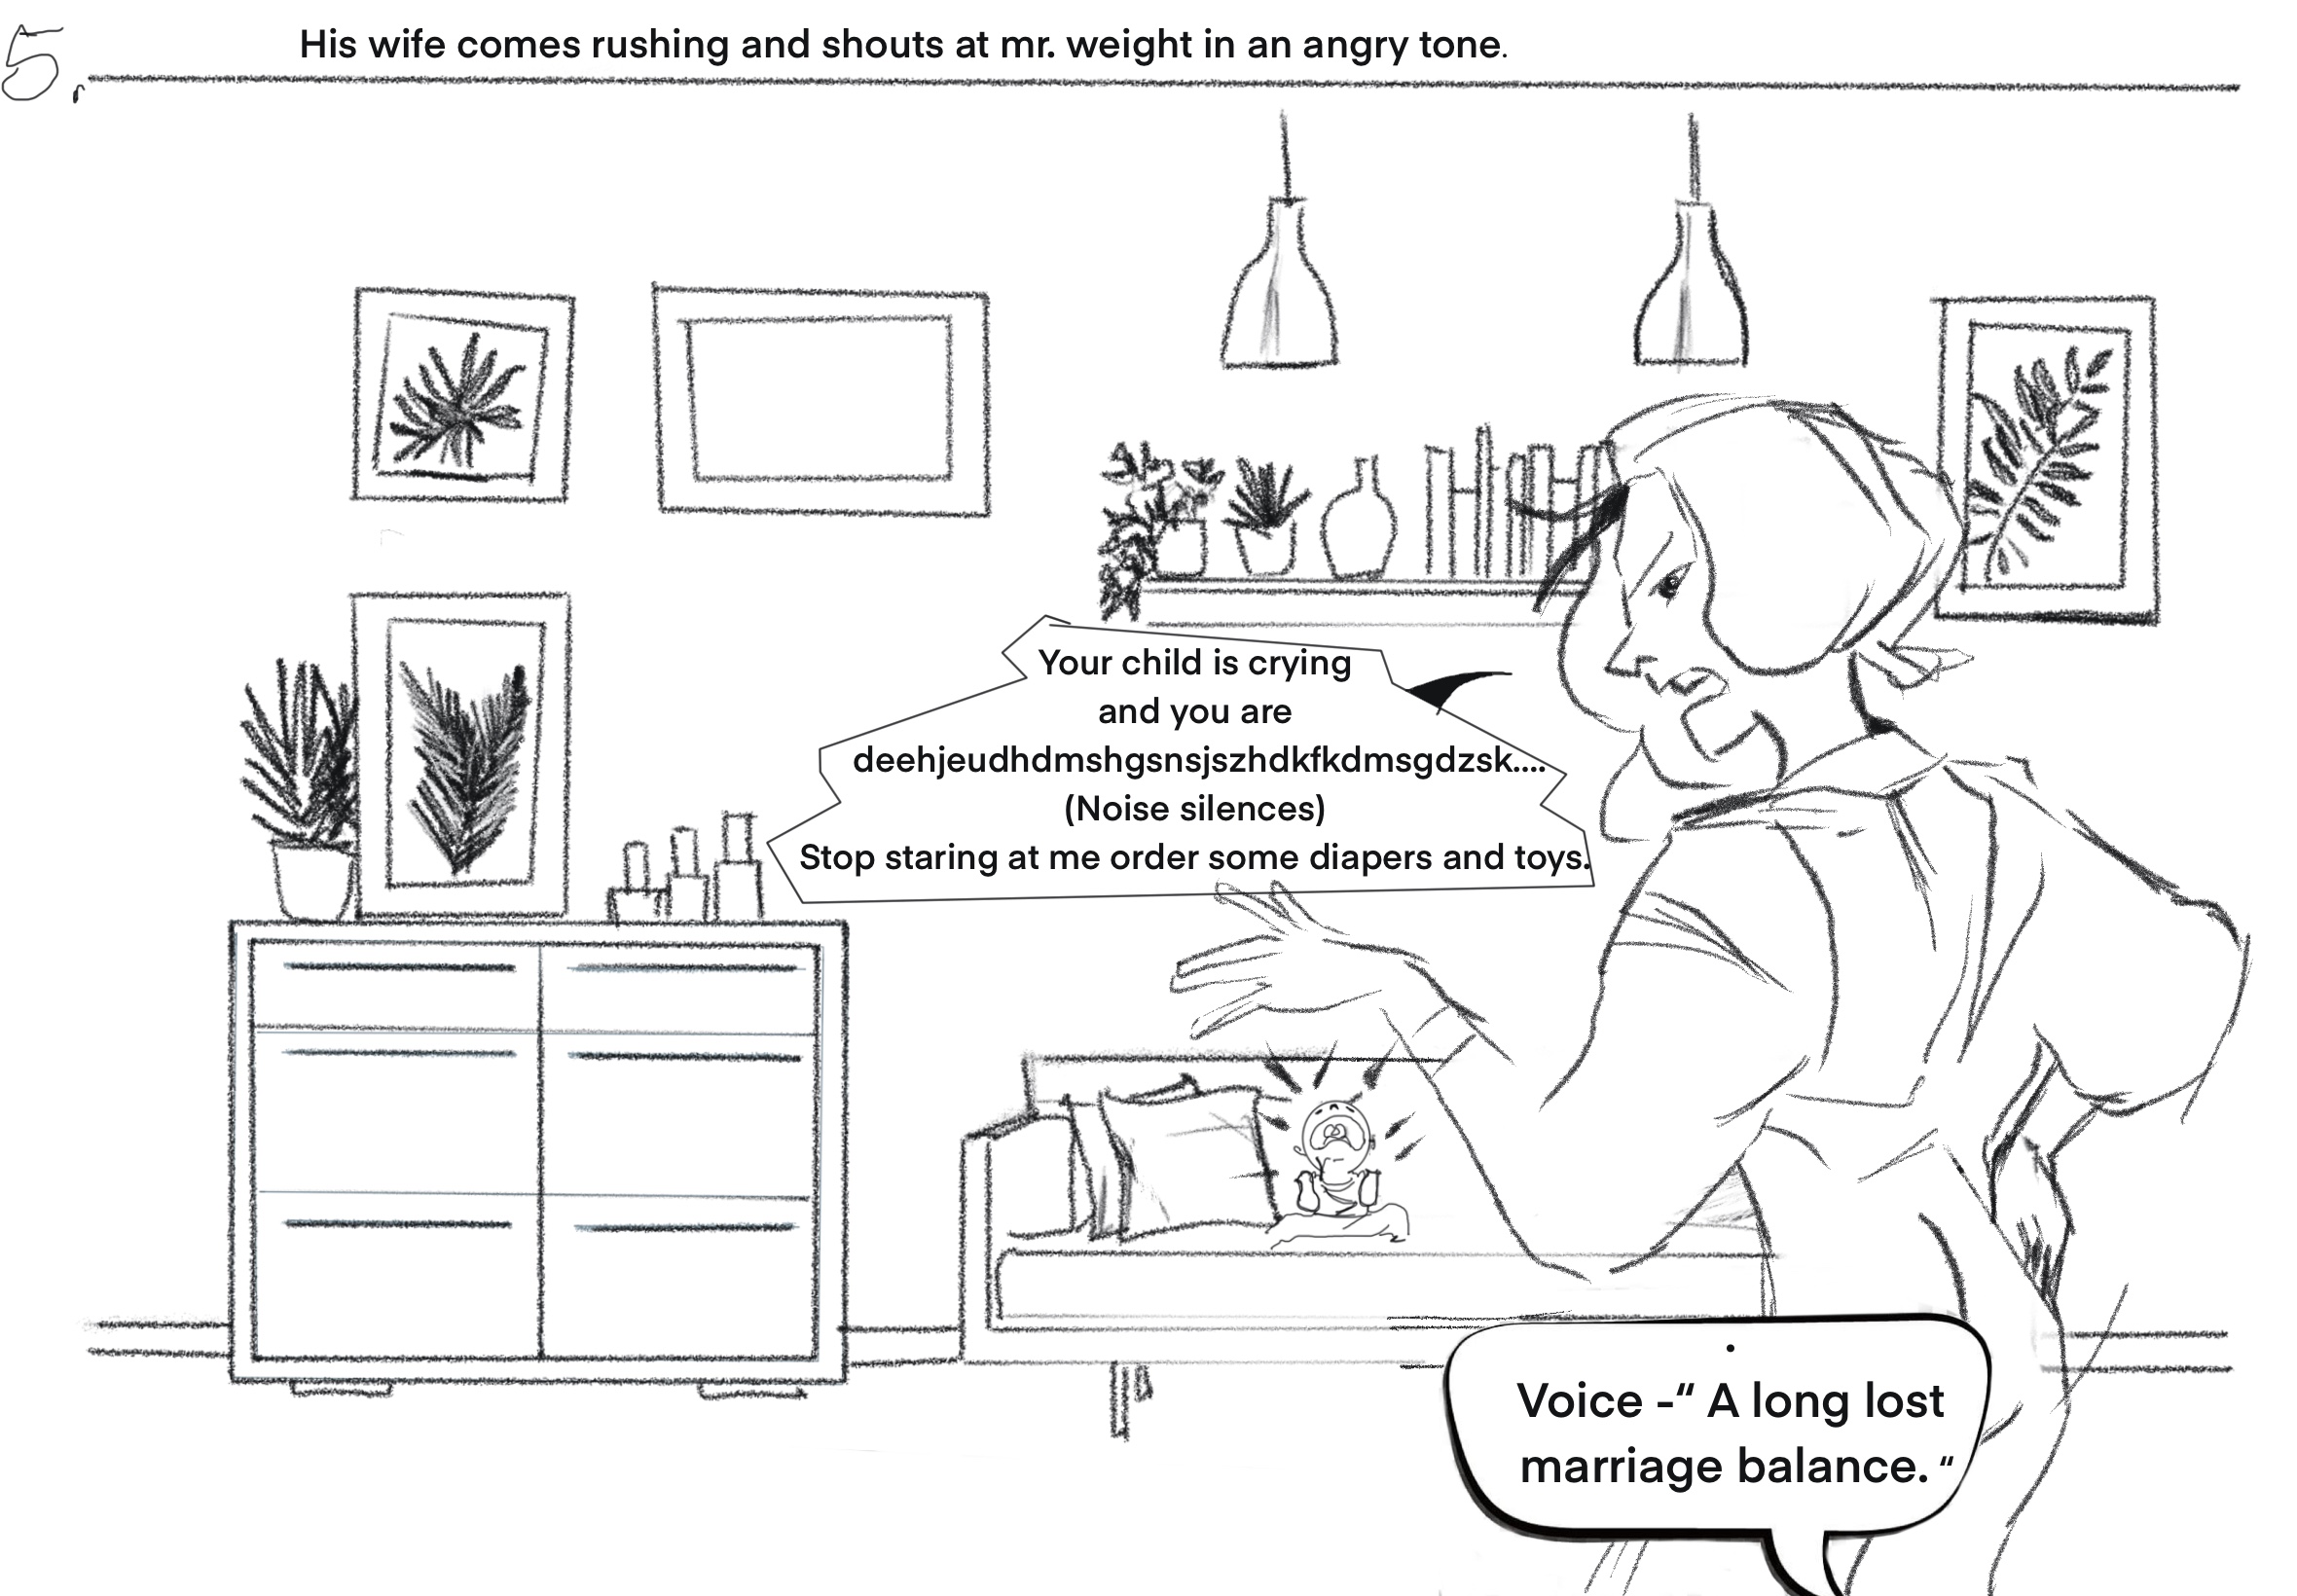 5.
His wife comes rushing and shouts at mr. weight in an angry tone.
Your child is crying
and you are
deehjeudhdmshgsnsjszhdkfkdmsgdzsk....
(Noise silences)
Stop staring at me order some diapers and toys.
Voice -“ A long lost
marriage balance. “